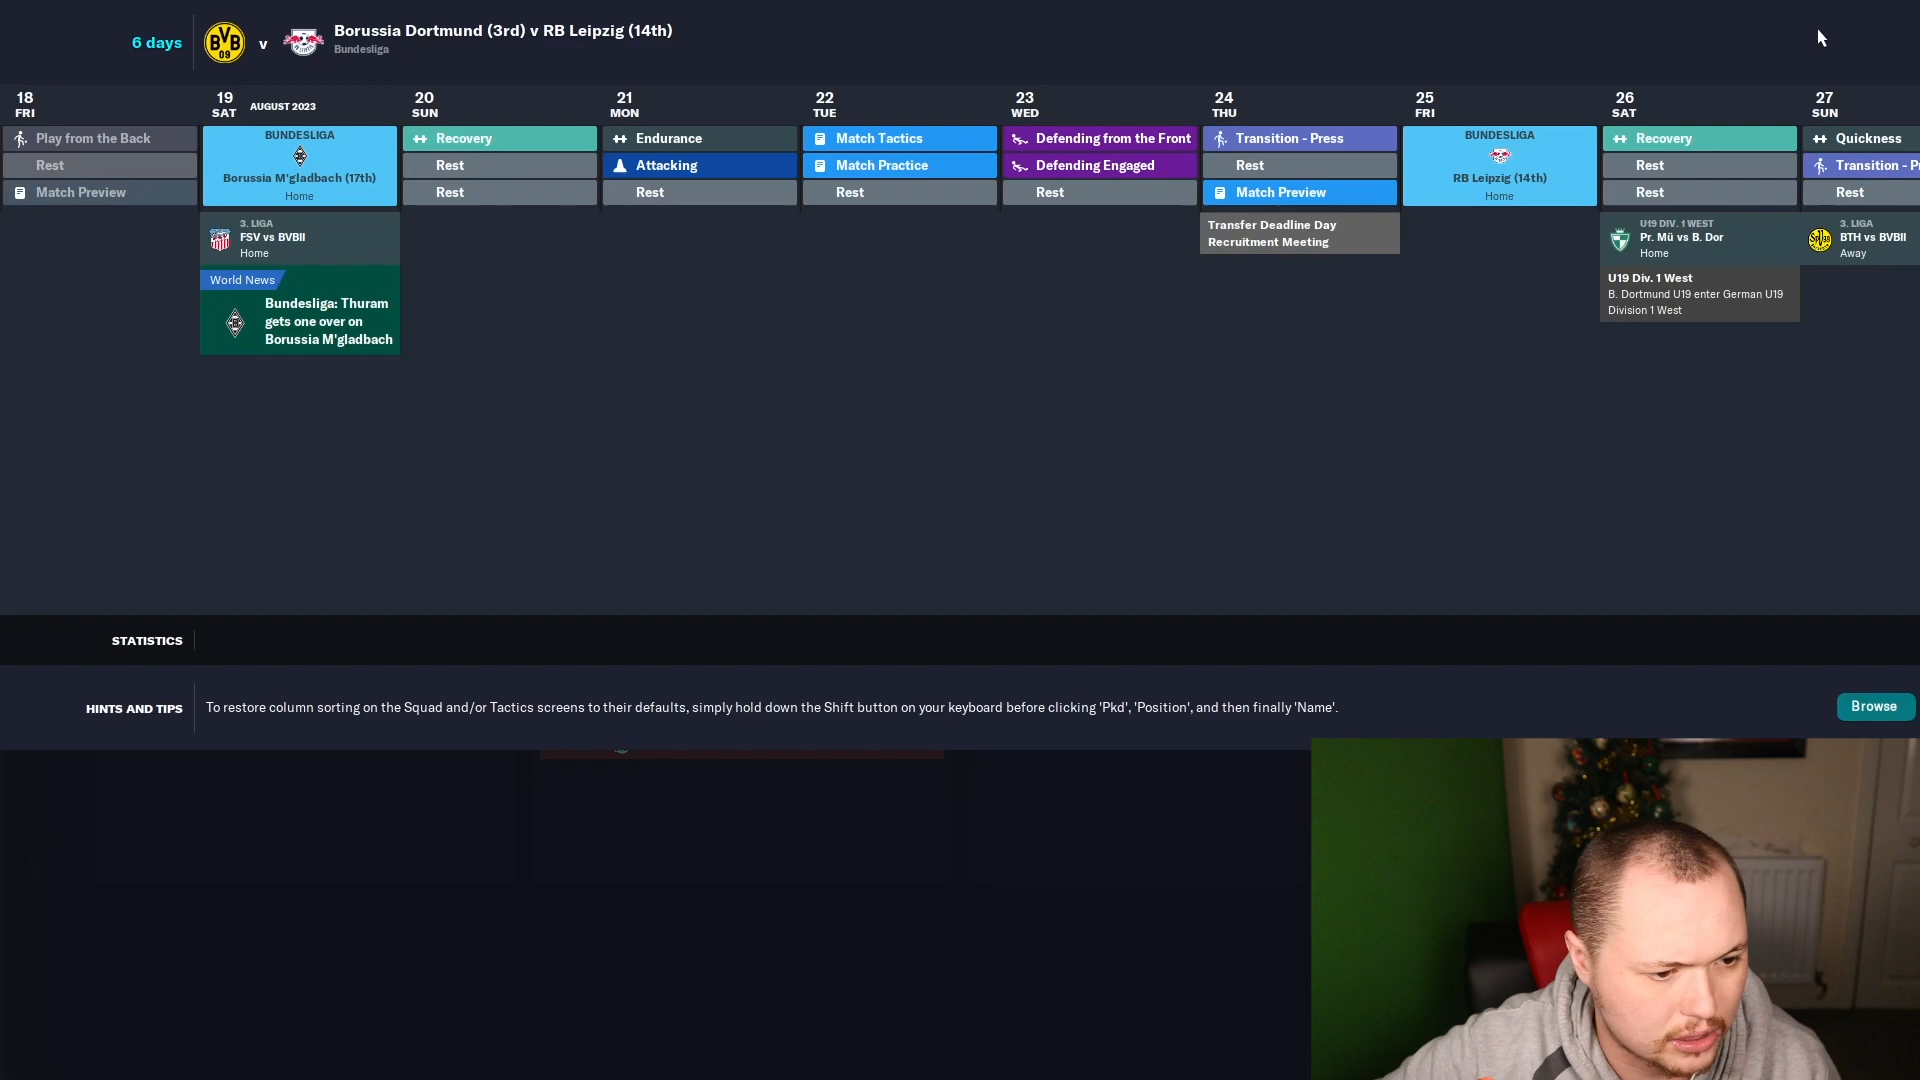 6 days
BVB 09
v
Borussia Dortmund (3rd) v RB Leipzig (14th)
Bundesliga
18
FRI
Play from the Back
Rest
Match Preview
19
SAT
AUGUST 2023
BUNDESLIGA
Borussia M'gladbach (17th)
Home
3. LIGA
FSV vs BVBII
Home
World News
Bundesliga: Thuram
gets one over on
Borussia M'gladbach
20
SUN
Recovery
Rest
Rest
21
MON
Endurance
Attacking
Rest
22
TUE
Match Tactics
Match Practice
Rest
23
WED
Defending from the Front
Defending Engaged
Rest
24
THU
Transition - Press
Rest
Match Preview
Transfer Deadline Day
Recruitment Meeting
25
FRI
BUNDESLIGA
RB Leipzig (14th)
Home
26
SAT
Recovery
Rest
Rest
U19 DIV. 1 WEST
Pr. Mü vs B. Dor
Home
U19 Div. 1 West
B. Dortmund U19 enter German U19
Division 1 West
27
SUN
Quickness
Transition - Pr
Rest
3. LIGA
BTH vs BVBII
Away
STATISTICS
HINTS AND TIPS
To restore column sorting on the Squad and/or Tactics screens to their defaults, simply hold down the Shift button on your keyboard before clicking 'Pkd', 'Position', and then finally 'Name'.
Browse